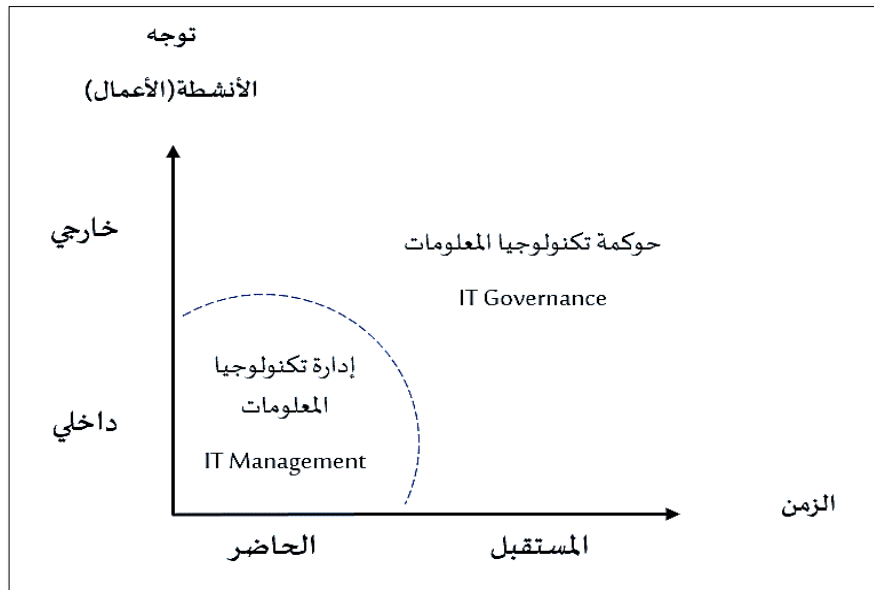 توجه
الأنشطة(الأعمال)
خارجي
حوكمة تكنولوجيا المعلومات
IT Governance
إدارة تكنولوجيا
المعلومات
داخلي
IT Management
الزمن
الحاضر
المستقبل